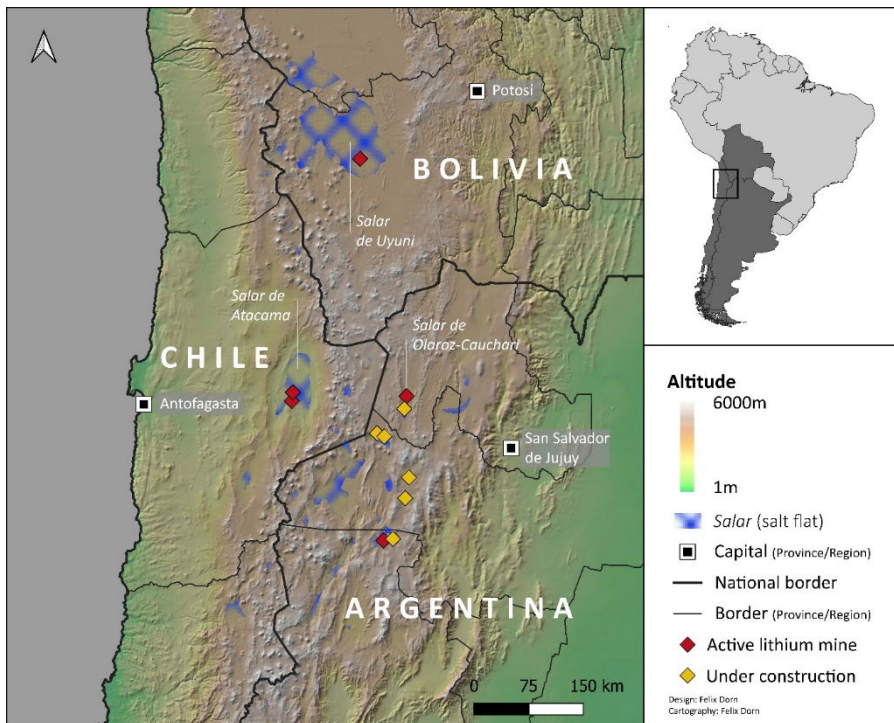 Potosi
BOLIVIA
Salar
de Uyuni
Salar de
Atacama
Salar de
Olaroz-Cauchari
CHILE
Antofagasta
San Salvador
de Jujuy
ARGENTINA
0 75 150 km
Altitude
6000m
1m
Salar (salt flat)
Capital (Province/Region)
National border
Border (Province/Region)
Active lithium mine
Under construction
Design: Felix Dorn
Cartography: Felix Dorn